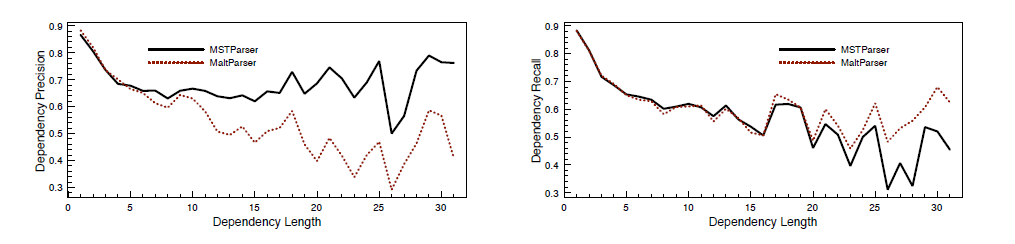 0.9
0.8
0.7
0.6
0.5
0.4
0.3
Dependency Precision
MSTParser
MaltParser
0 5 10 15 20 25 30
Dependency Length
0.9
0.8
0.7
0.6
0.5
0.4
0.3
Dependency Recall
MSTParser
MaltParser
0 5 10 15 20 25 30
Dependency Length